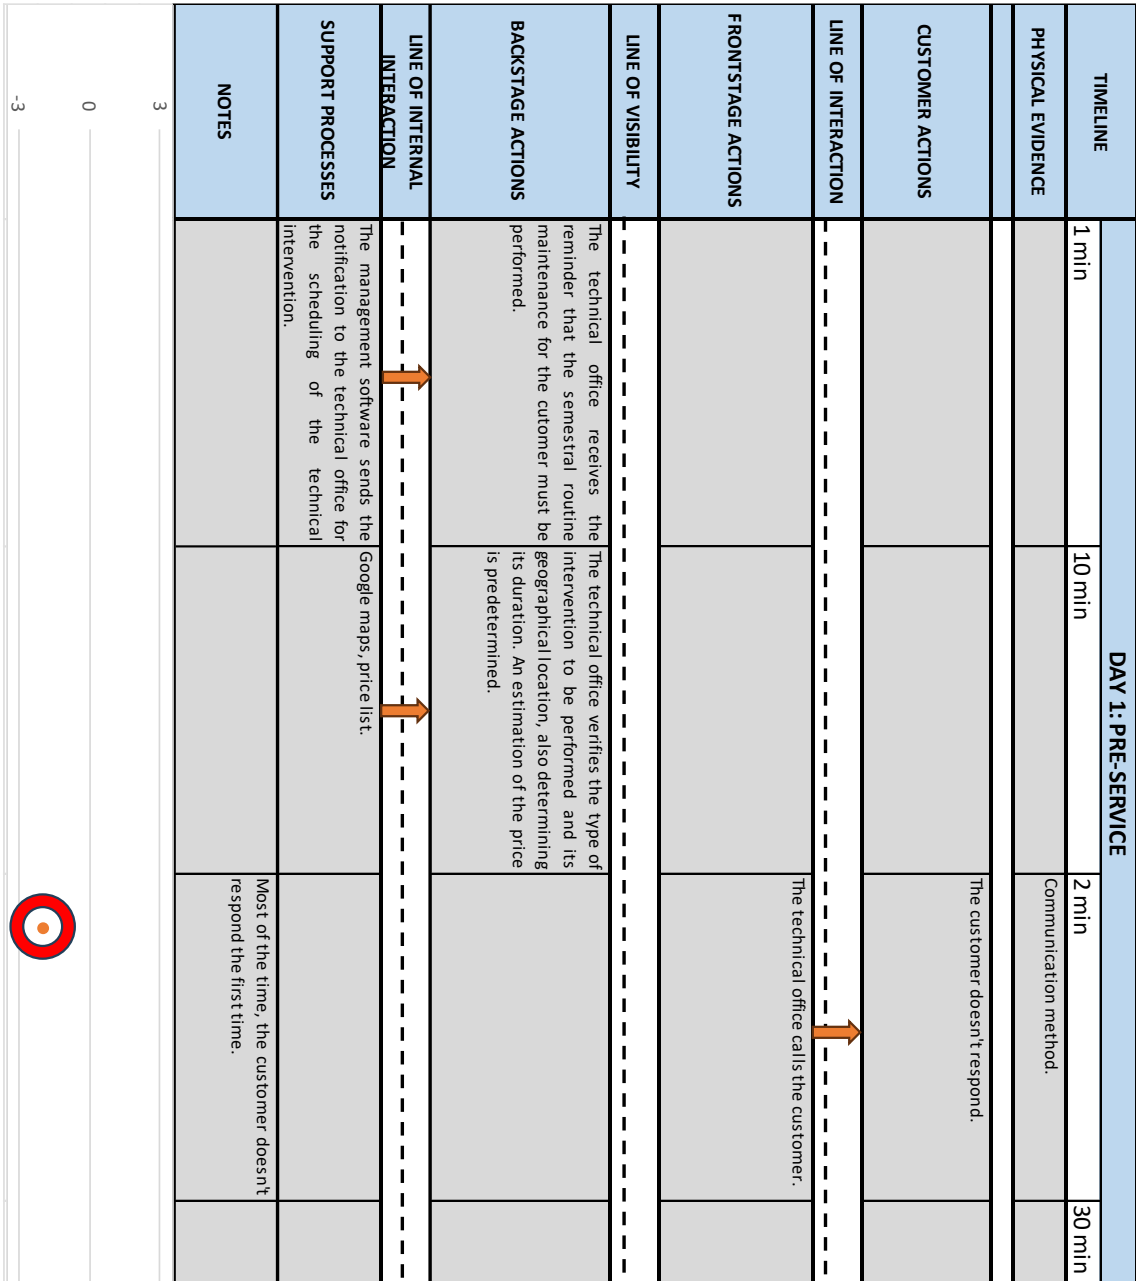 DAY 1: PRE-SERVICE
TIMELINE
1 min
10 min
2 min
30 min
PHYSICAL EVIDENCE
Communication method.
CUSTOMER ACTIONS
The customer doesn't respond.
LINE OF INTERACTION
FRONTSTAGE ACTIONS
The technical office calls the customer.
LINE OF VISIBILITY
BACKSTAGE ACTIONS
The technical office receives the
reminder that the semestral routine
maintenance for the cutomer must be
performed.
The technical office verifies the type of
intervention to be performed and its
geographical location, also determining
its duration. An estimation of the price
is predetermined.
LINE OF INTERNAL
INTERACTION
SUPPORT PROCESSES
The management software sends the
notification to the technical office for
the scheduling of the technical
intervention.
Google maps, price list.
NOTES
Most of the time, the customer doesn't
respond the first time.
3
0
-3